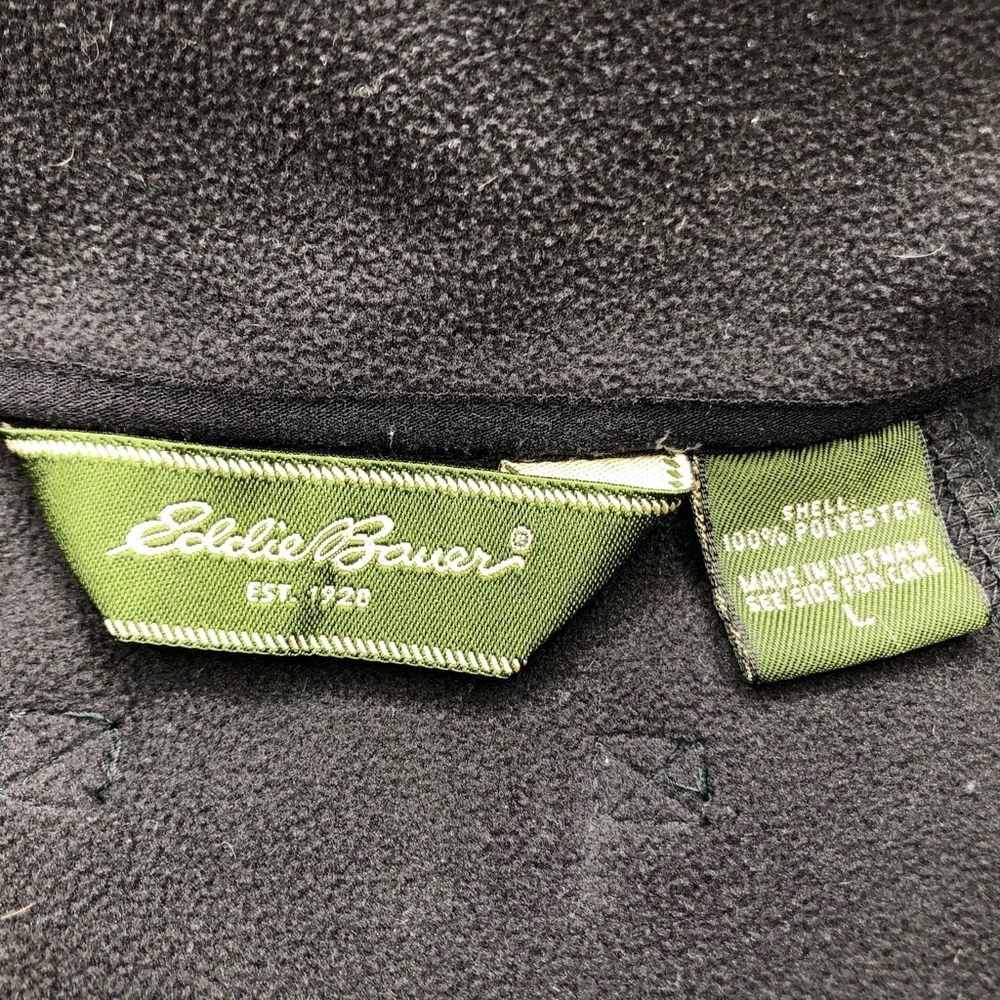 Eddie Bauer®
EST. 1920
SHELL:
100% POLYESTER
MADE IN VIETNAM
SEE SIDE FOR CARE
L